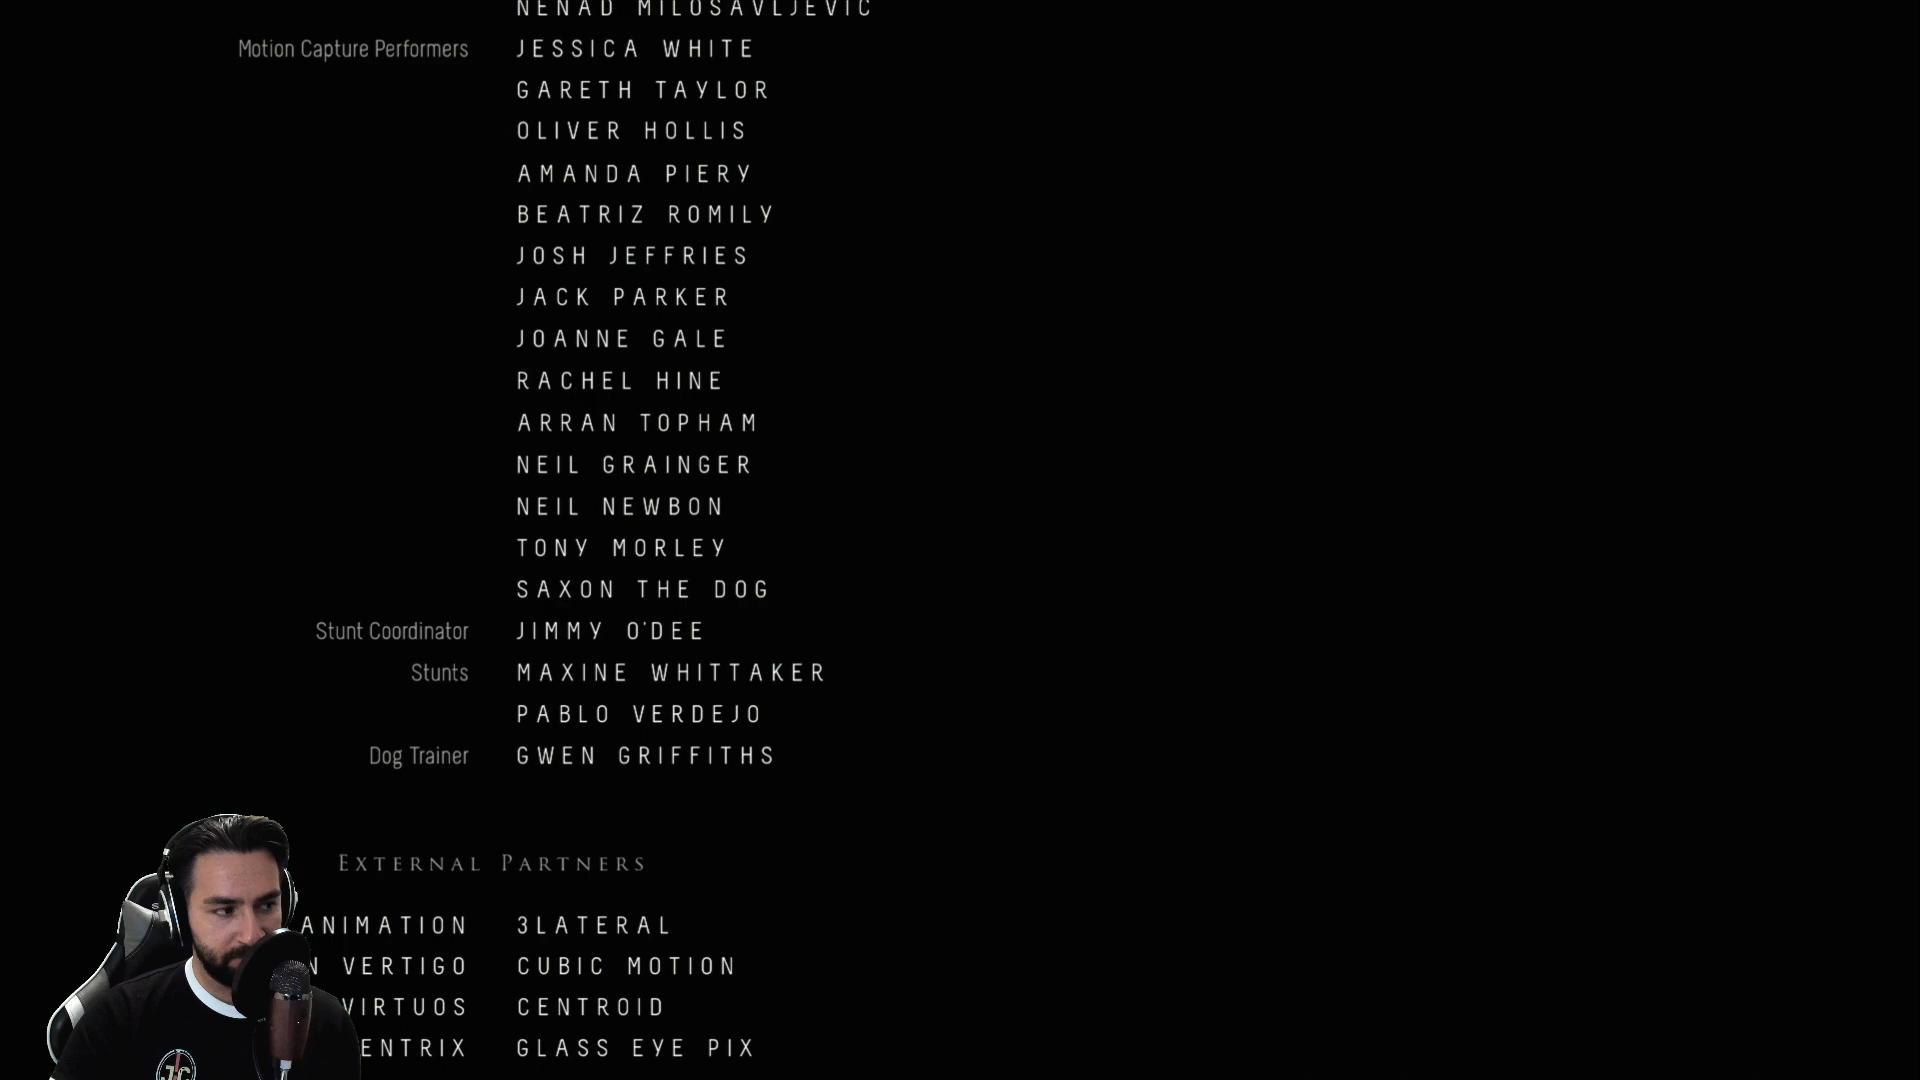 NENAD MILOSAVLJEVIC
Motion Capture Performers JESSICA WHITE
GARETH TAYLOR
OLIVER HOLLIS
AMANDA PIERY
BEATRIZ ROMILY
JOSH JEFFRIES
JACK PARKER
JOANNE GALE
RACHEL HINE
ARRAN TOPHAM
NEIL GRAINGER
NEIL NEWBON
TONY MORLEY
SAXON THE DOG
Stunt Coordinator JIMMY O'DEE
Stunts MAXINE WHITTAKER
PABLO VERDEJO
Dog Trainer GWEN GRIFFITHS
EXTERNAL PARTNERS
ANIMATION 3LATERAL
VERTIGO CUBIC MOTION
VIRTUOS CENTROID
GLASS EYE PIX